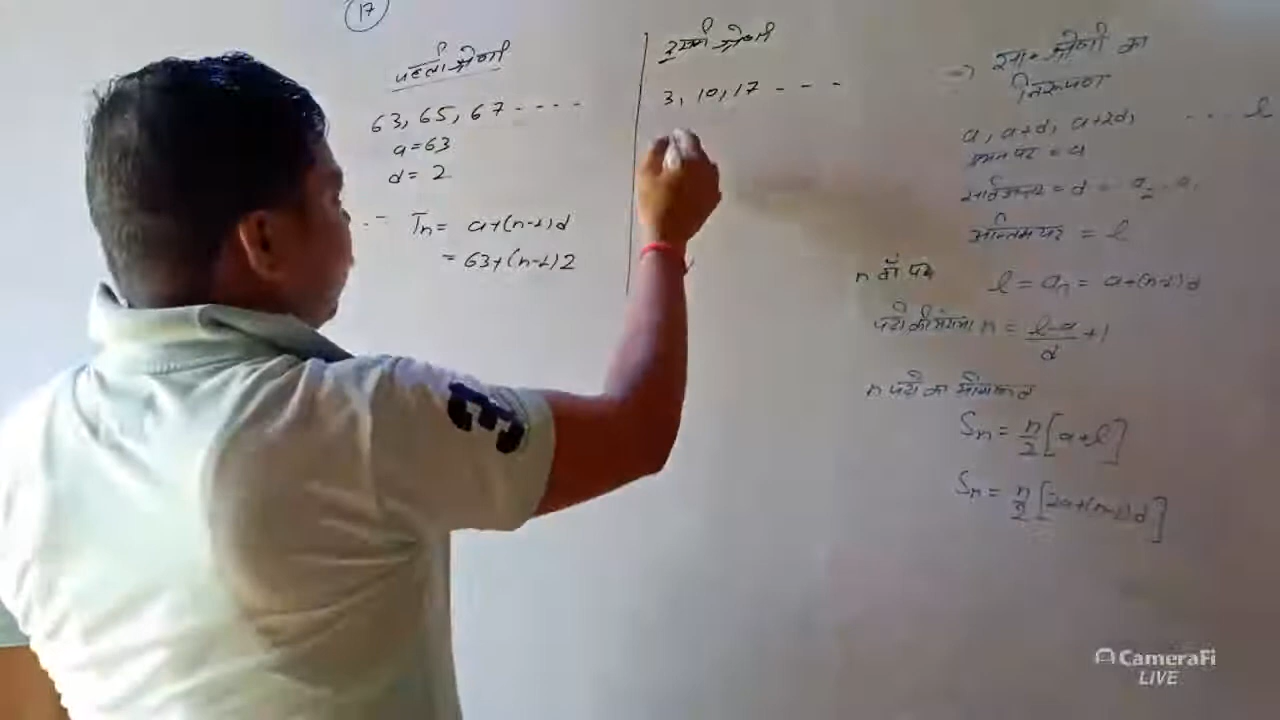 17
पहली श्रेणी
63, 65, 67 - - - -
a = 63
d = 2
Tn = a+(n-1)d
= 63+(n-1)2
दूसरी श्रेणी
3, 10, 17 - - -
=> स० श्रेणी का
निरूपण
a, a+d, a+2d, ... l
प्रथम पद = a
सार्वअन्तर = d = a2 - a1
अन्तिम पद = l
n वाँ पद l = an = a+(n-1)d
पदों की संख्या n = (l-a)/d + 1
n पदों का योगफल
Sn = n/2 [a+l]
Sn = n/2 [2a+(n-1)d]
CameraFi
LIVE